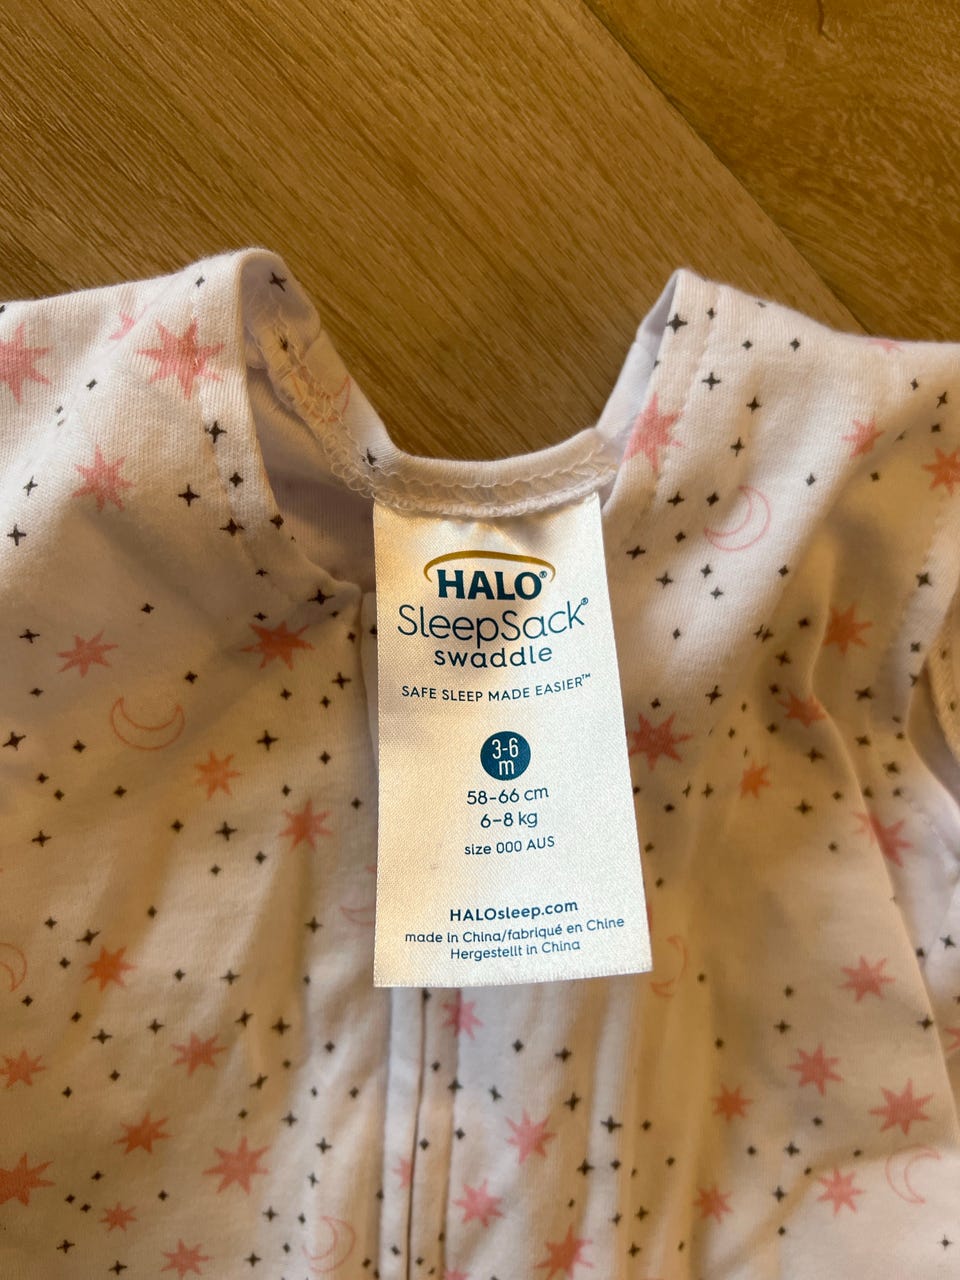 HALO®
SleepSack®
swaddle
SAFE SLEEP MADE EASIER™
3-6
m
58-66 cm
6-8 kg
size 000 AUS
HALOsleep.com
made in China/fabriqué en Chine
Hergestellt in China